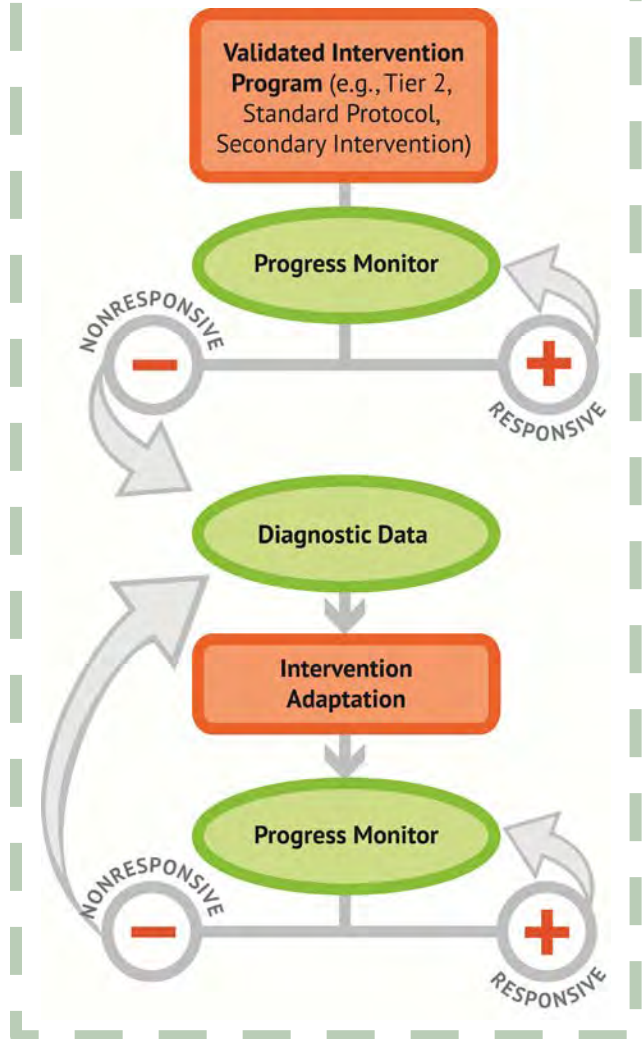 Validated Intervention
Program (e.g., Tier 2,
Standard Protocol,
Secondary Intervention)
Progress Monitor
NONRESPONSIVE
RESPONSIVE
Diagnostic Data
Intervention
Adaptation
Progress Monitor
NONRESPONSIVE
RESPONSIVE